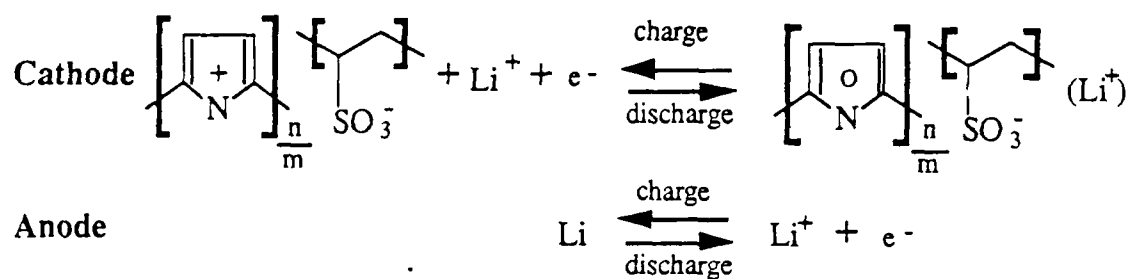 charge
Cathode + N n/m SO₃⁻ + Li⁺ + e⁻ o N n/m SO₃⁻ (Li⁺)
discharge
charge
Anode Li Li⁺ + e⁻
discharge